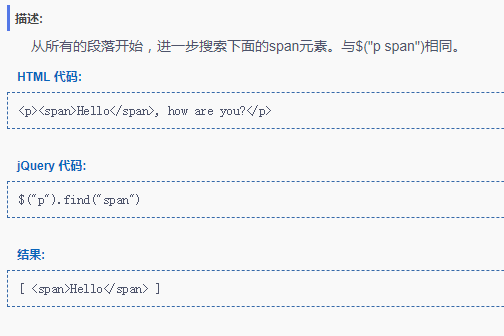 描述:
从所有的段落开始，进一步搜索下面的span元素。与$("p span")相同。
HTML 代码:
<p><span>Hello</span>, how are you?</p>
jQuery 代码:
$("p").find("span")
结果:
[ <span>Hello</span> ]